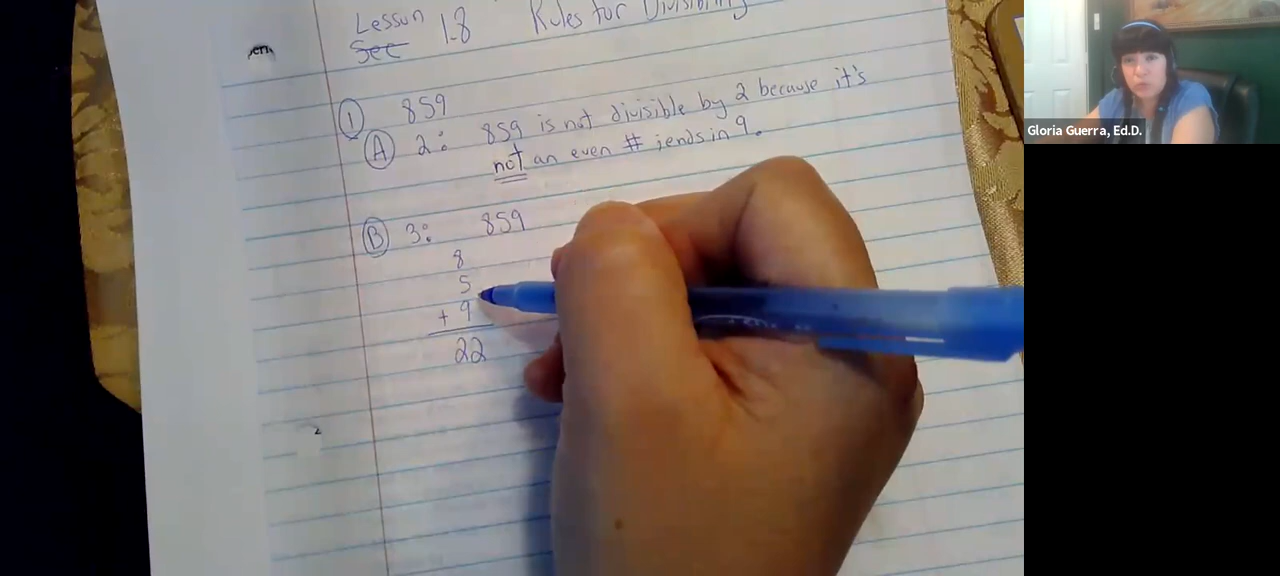 Lesson
See 1.8 Rules for Divisibility
① 859
Ⓐ 2: 859 is not divisible by 2 because it's
not an even # ; ends in 9.
Ⓑ 3: 859
8
5
+ 9
22
Gloria Guerra, Ed.D.